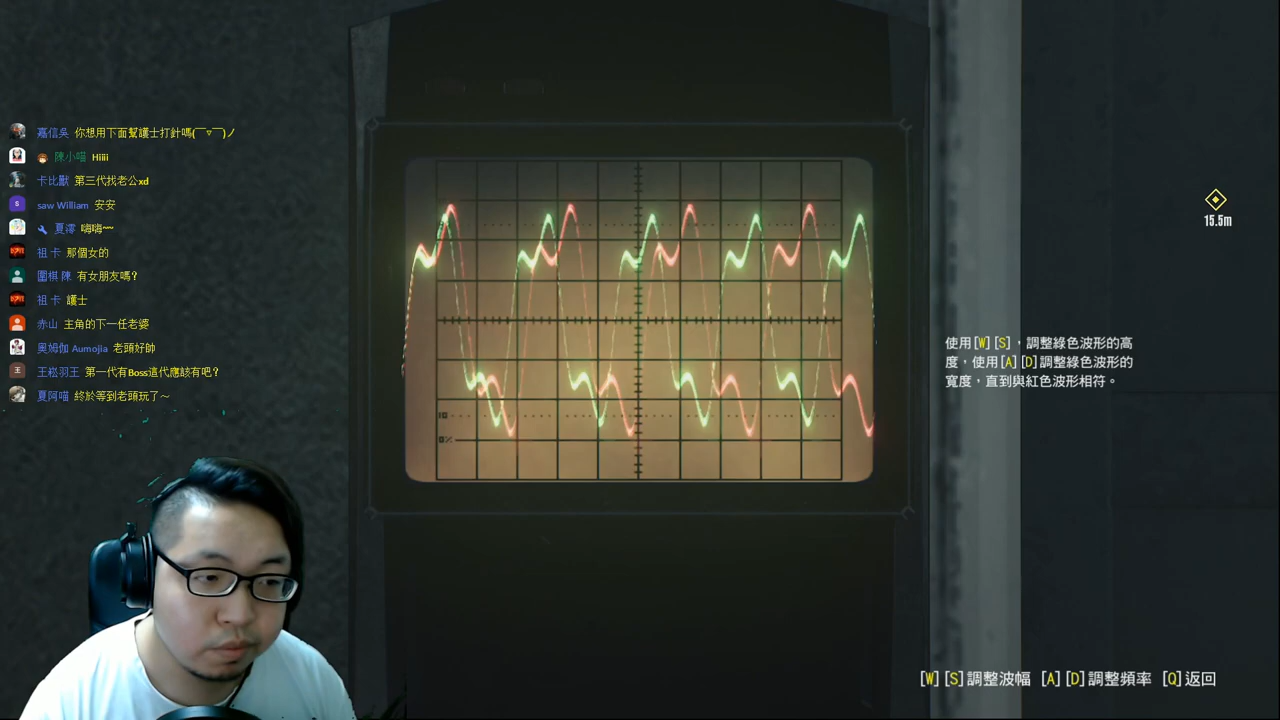 嘉信吳 你想用下面幫護士打針嗎(￣▿￣)ノ
陳小喵 Hiiii
卡比獸 第三代找老公xd
saw William 安安
夏澪 嗨嗨~~
祖 卡 那個女的
圍棋 陳 有女朋友嗎?
祖 卡 護士
赤山 主角的下一任老婆
奧姆伽 Aumojia 老頭好帥
王崧羽王 第一代有Boss這代應該有吧?
夏阿喵 終於等到老頭玩了～
15.5m
使用[W][S]，調整綠色波形的高
度，使用[A][D]調整綠色波形的
寬度，直到與紅色波形相符。
[W][S]調整波幅 [A][D]調整頻率 [Q]返回